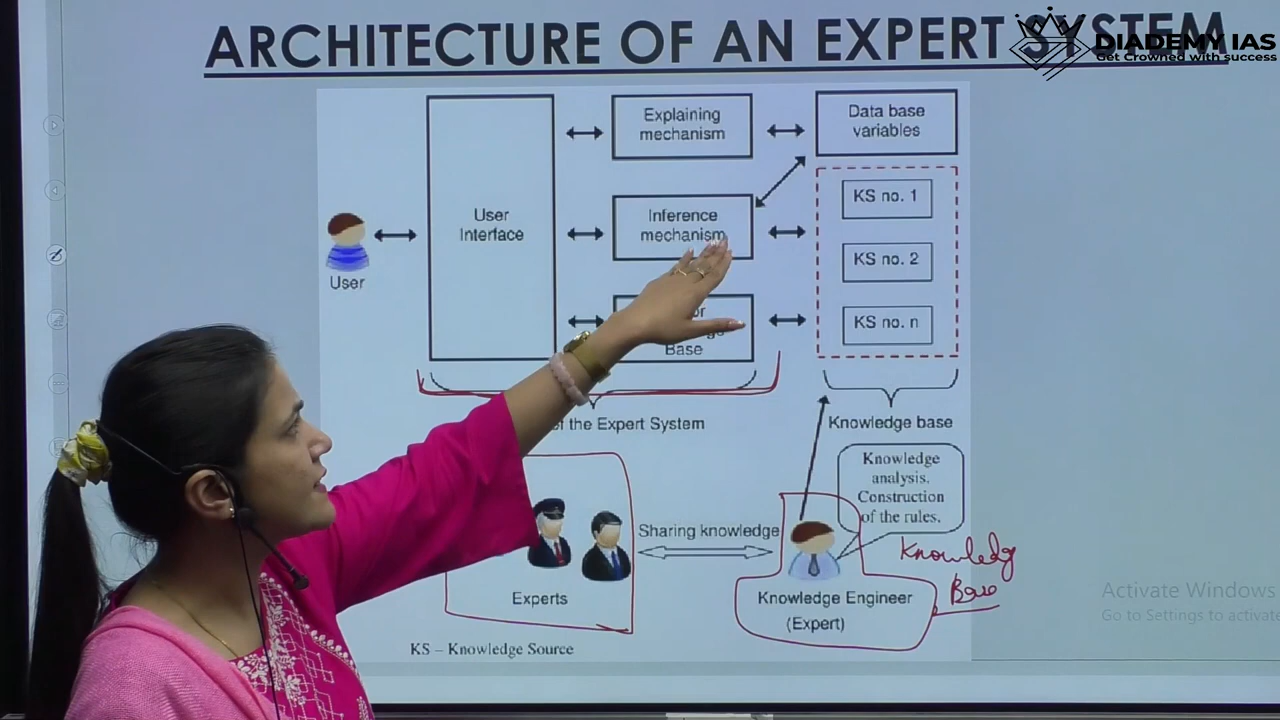 ARCHITECTURE OF AN EXPERT SYSTEM
DIADEMY IAS
Get Crowned with success
Explaining
mechanism
Data base
variables
User
Interface
Inference
mechanism
KS no. 1
KS no. 2
KS no. n
User
Base
the Expert System
Knowledge base
Knowledge
analysis.
Construction
of the rules.
Sharing knowledge
Experts
Knowledge Engineer
(Expert)
Knowledg
Base
KS – Knowledge Source
Activate Windows
Go to Settings to activate